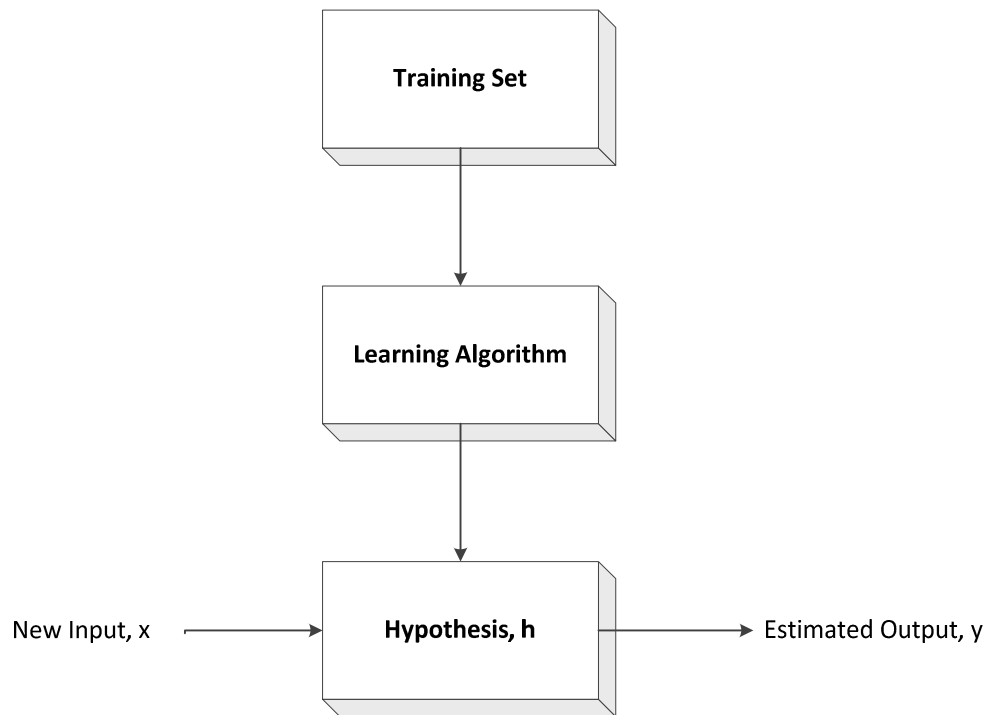 Training Set
Learning Algorithm
New Input, x
Hypothesis, h
Estimated Output, y